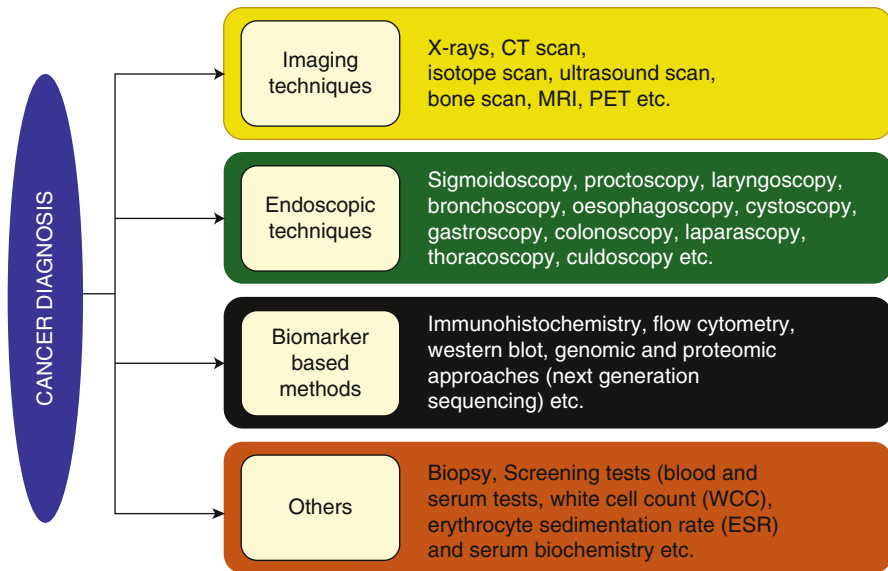 CANCER DIAGNOSIS
Imaging
techniques
X-rays, CT scan,
isotope scan, ultrasound scan,
bone scan, MRI, PET etc.
Endoscopic
techniques
Sigmoidoscopy, proctoscopy, laryngoscopy,
bronchoscopy, oesophagoscopy, cystoscopy,
gastroscopy, colonoscopy, laparascopy,
thoracoscopy, culdoscopy etc.
Biomarker
based
methods
Immunohistochemistry, flow cytometry,
western blot, genomic and proteomic
approaches (next generation
sequencing) etc.
Others
Biopsy, Screening tests (blood and
serum tests, white cell count (WCC),
erythrocyte sedimentation rate (ESR)
and serum biochemistry etc.